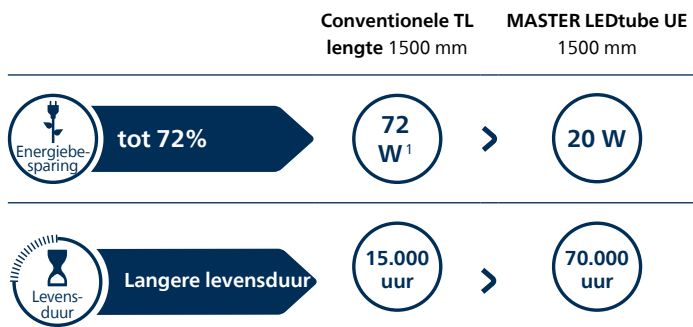 Conventionele TL
lengte 1500 mm
MASTER LEDtube UE
1500 mm
Energiebe-
sparing
tot 72%
72
W¹
>
20 W
Levens-
duur
Langere levensduur
15.000
uur
>
70.000
uur